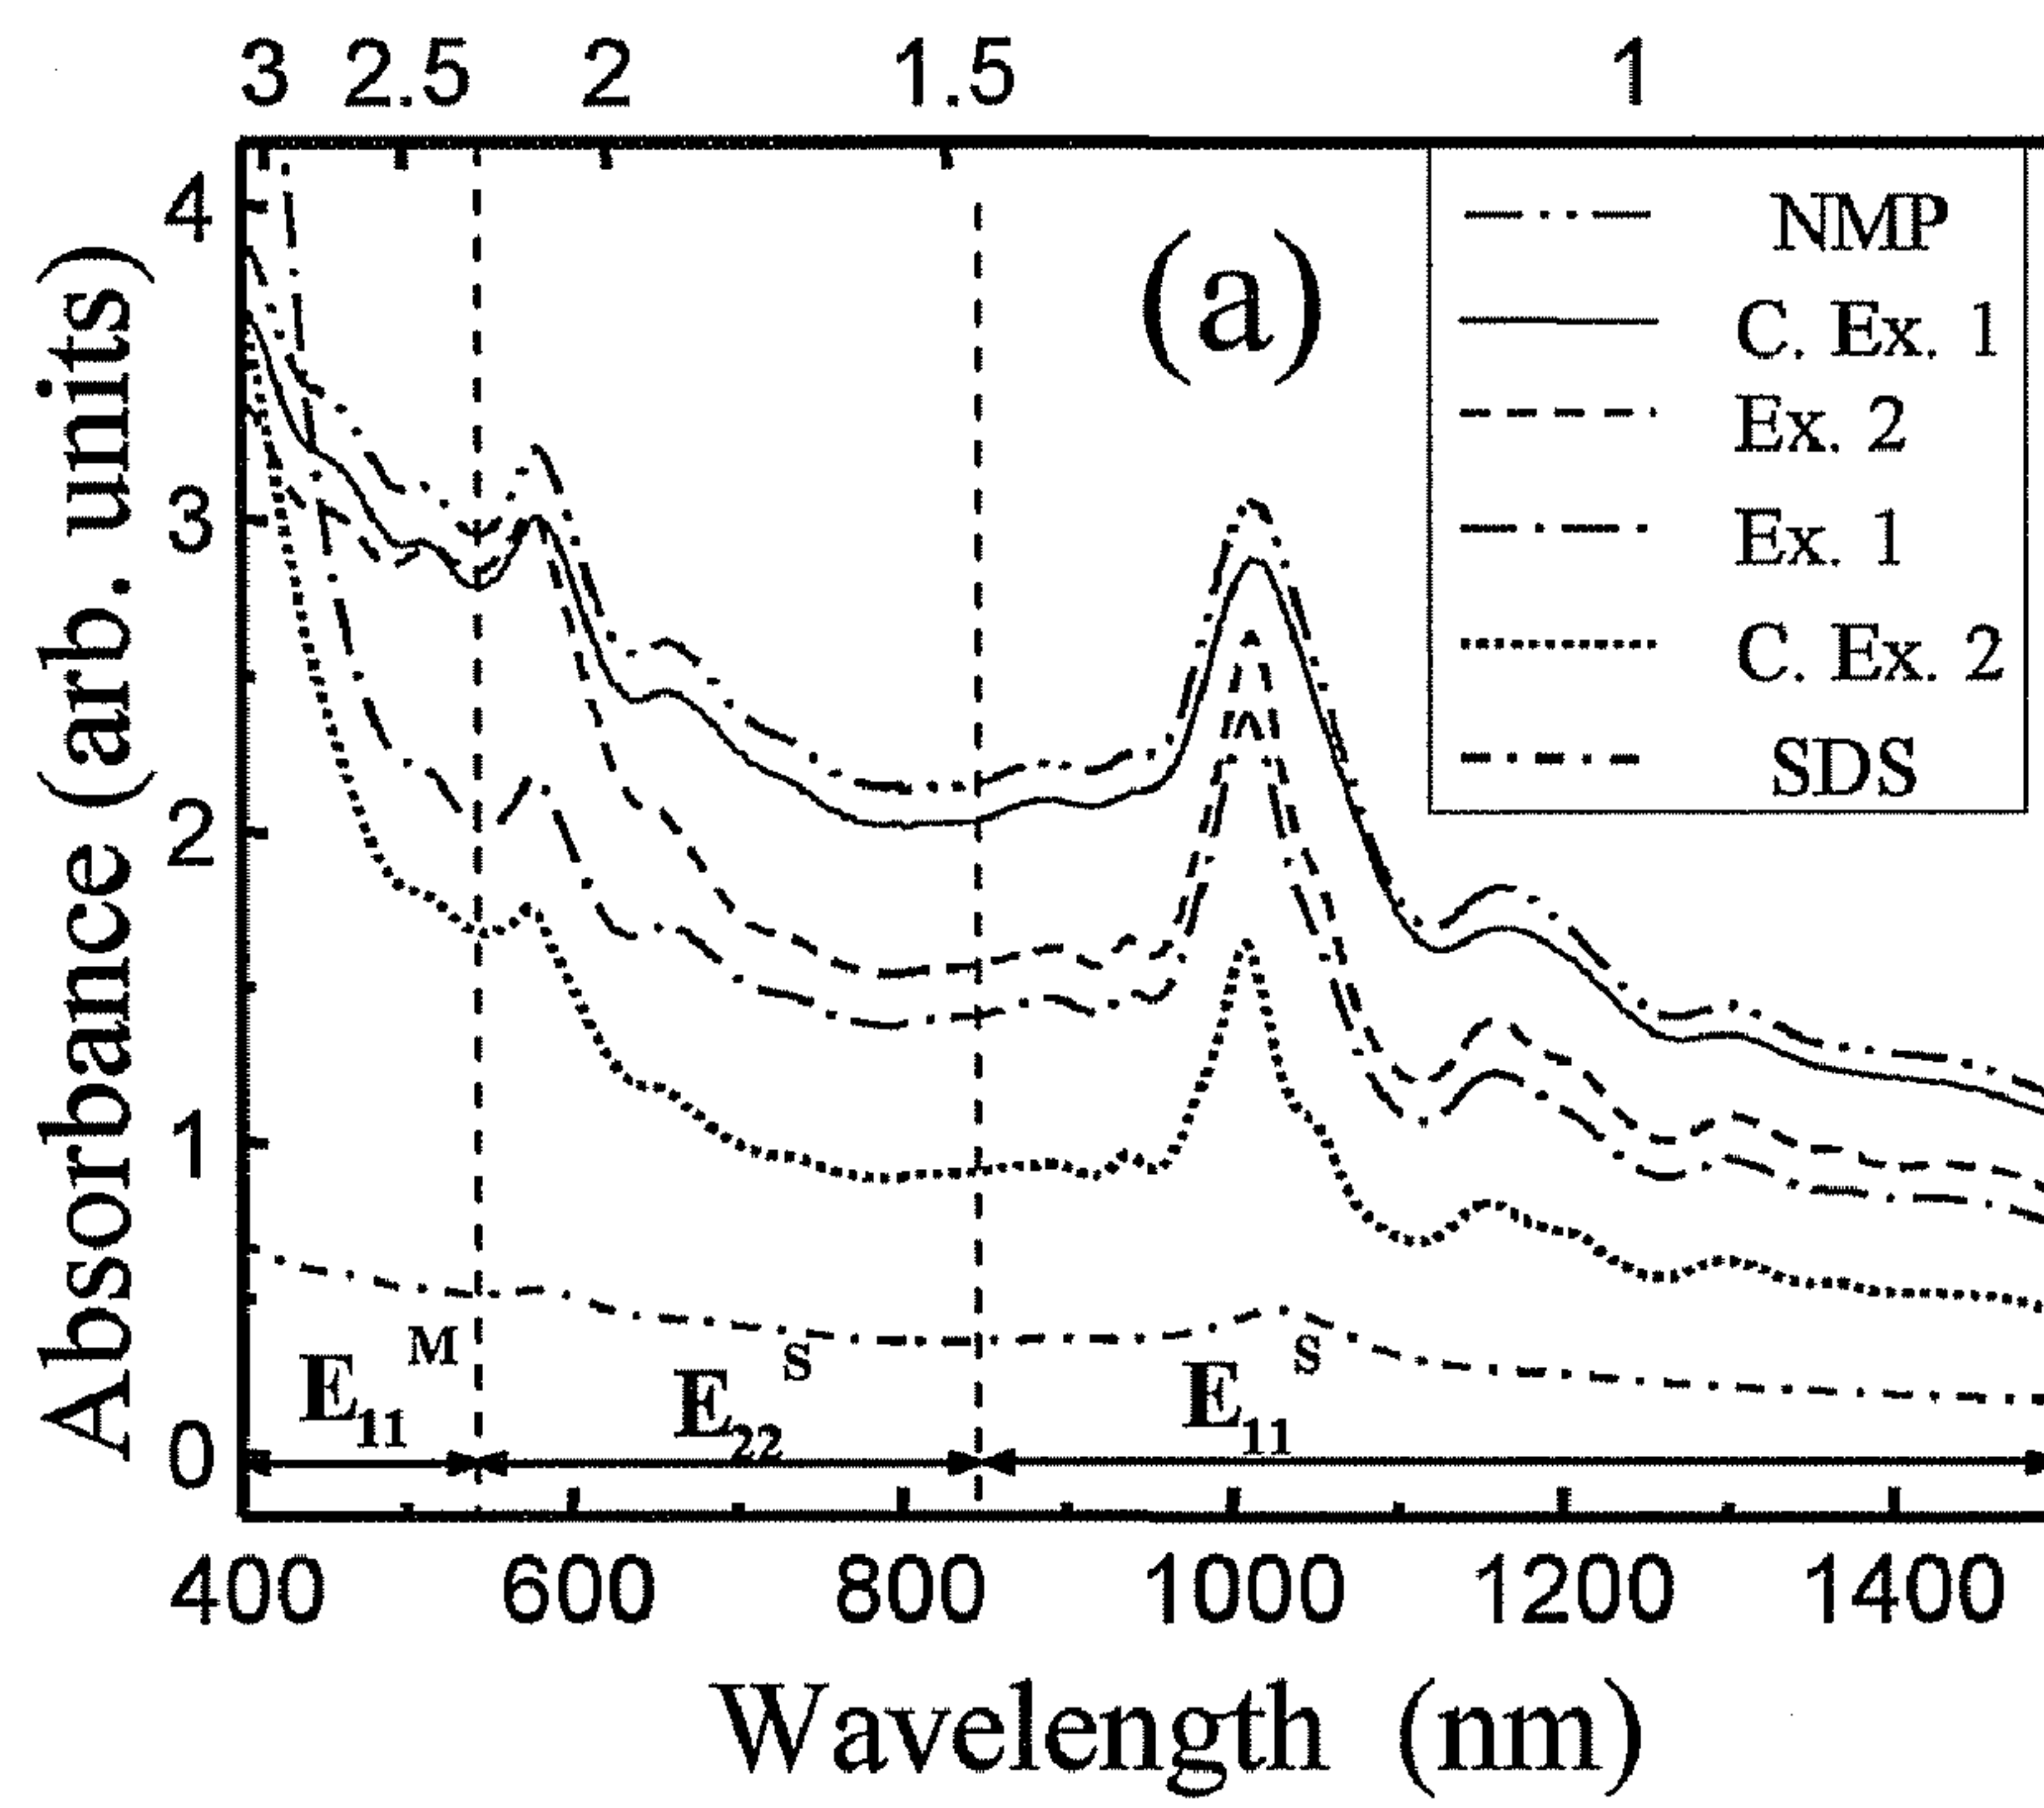 3 2.5 2 1.5 1
4
3
2
1
0
Absorbance (arb. units)
(a)
NMP
C. Ex. 1
Ex. 2
Ex. 1
C. Ex. 2
SDS
E11M
E22S
E11S
400 600 800 1000 1200 1400
Wavelength (nm)